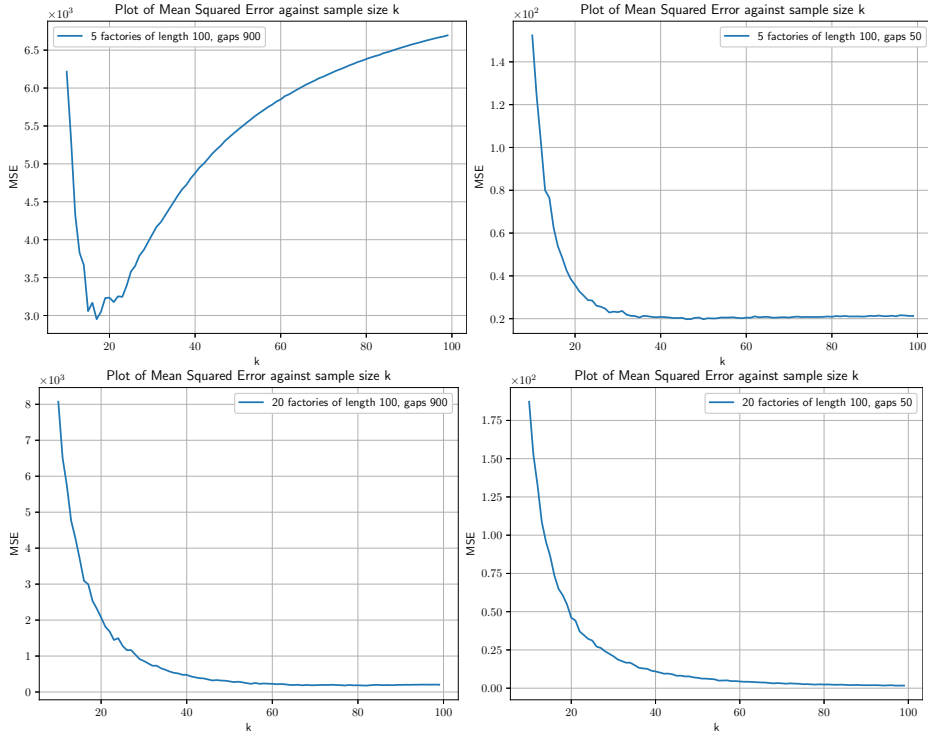 Plot of Mean Squared Error against sample size k
×10³
5 factories of length 100, gaps 900
6.5
6.0
5.5
5.0
4.5
4.0
3.5
3.0
MSE
20 40 60 80 100
k
Plot of Mean Squared Error against sample size k
×10²
5 factories of length 100, gaps 50
1.4
1.2
1.0
0.8
0.6
0.4
0.2
MSE
20 40 60 80 100
k
Plot of Mean Squared Error against sample size k
×10³
20 factories of length 100, gaps 900
8
7
6
5
4
3
2
1
0
MSE
20 40 60 80 100
k
Plot of Mean Squared Error against sample size k
×10²
20 factories of length 100, gaps 50
1.75
1.50
1.25
1.00
0.75
0.50
0.25
0.00
MSE
20 40 60 80 100
k